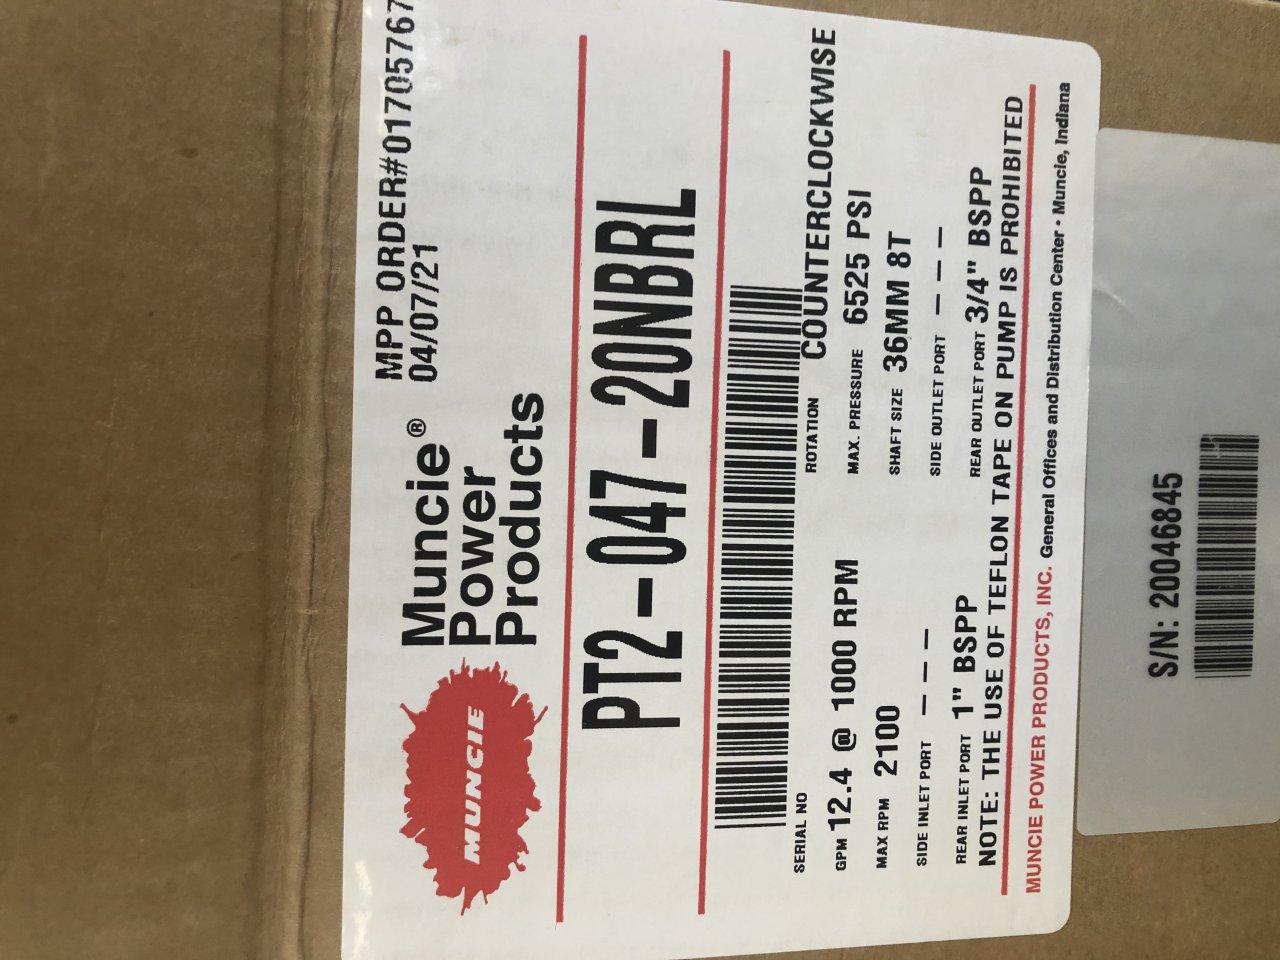 MPP ORDER#01705767
04/07/21
MUNCIE
Muncie®
Power
Products
PT2-047-20NBRL
SERIAL NO
ROTATION COUNTERCLOCKWISE
GPM 12.4 @ 1000 RPM
MAX. PRESSURE 6525 PSI
MAX RPM 2100
SHAFT SIZE 36MM 8T
SIDE INLET PORT - - -
SIDE OUTLET PORT - - -
REAR INLET PORT 1" BSPP
REAR OUTLET PORT 3/4" BSPP
NOTE: THE USE OF TEFLON TAPE ON PUMP IS PROHIBITED
MUNCIE POWER PRODUCTS, INC. General Offices and Distribution Center · Muncie, Indiana
S/N: 20046845